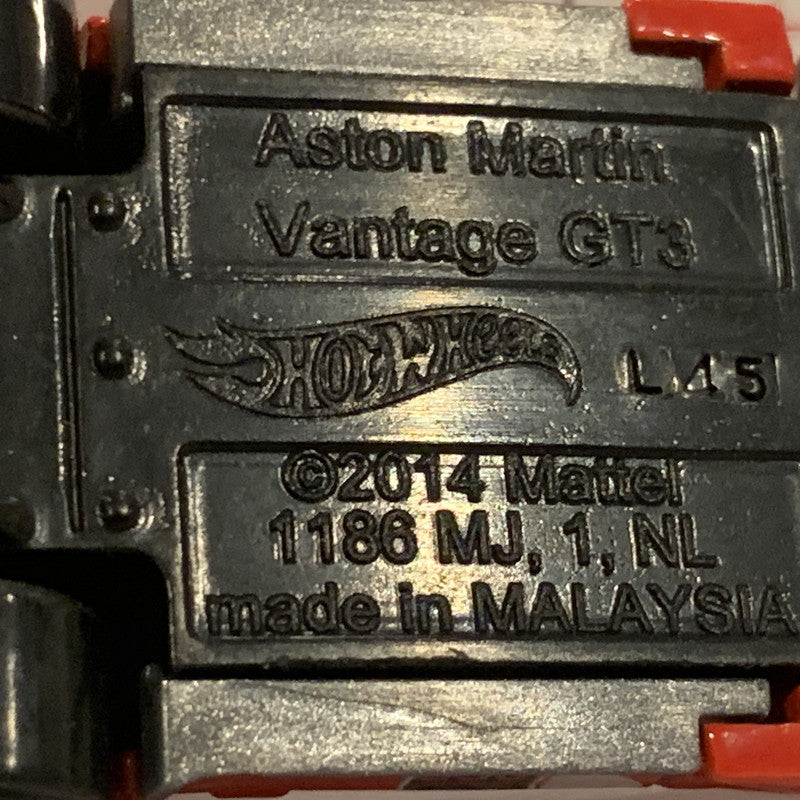 Aston Martin
Vantage GT3
Hot Wheels
L45
©2014 Mattel
1186 MJ, 1, NL
made in MALAYSIA